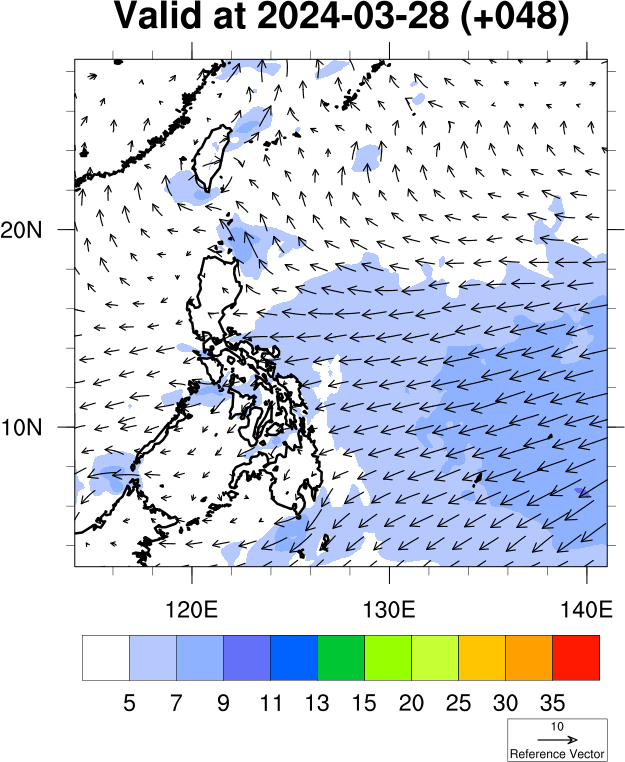 Valid at 2024-03-28 (+048)
20N
10N
120E 130E 140E
5 7 9 11 13 15 20 25 30 35
10
Reference Vector